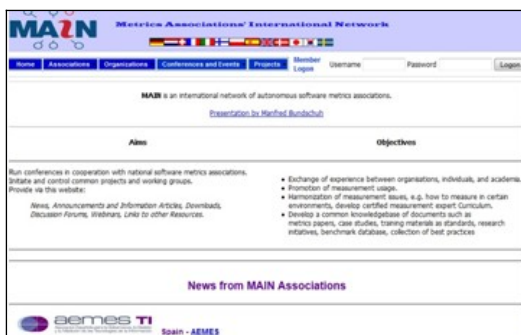 MAIN
Metrics Associations' International Network
Home Associations Organizations Conferences and Events Projects Member Logon Username Password Logon
MAIN is an international network of autonomous software metrics associations.
Presentation by Manfred Bundschuh
Aims
Run conferences in cooperation with national software metrics associations.
Initiate and control common projects and working groups.
Provide via this website:
News, Announcements and Information Articles, Downloads,
Discussion Forums, Webinars, Links to other Resources.
Objectives
• Exchange of experience between organisations, individuals, and academia.
• Promotion of measurement usage.
• Harmonization of measurement issues, e.g. how to measure in certain
environments, develop certified measurement expert Curriculum.
• Develop a common knowledgebase of documents such as
metrics papers, case studies, training materials as standards, research
intiatives, benchmark database, collection of best practices
News from MAIN Associations
aemes TI
Spain - AEMES